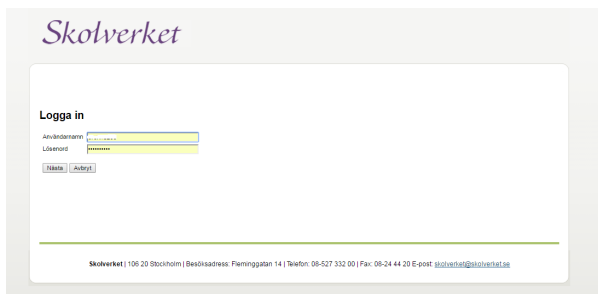 Skolverket
Logga in
Användarnamn
Lösenord ••••••••••
Nästa Avbryt
Skolverket | 106 20 Stockholm | Besöksadress: Fleminggatan 14 | Telefon: 08-527 332 00 | Fax: 08-24 44 20 E-post: skolverket@skolverket.se